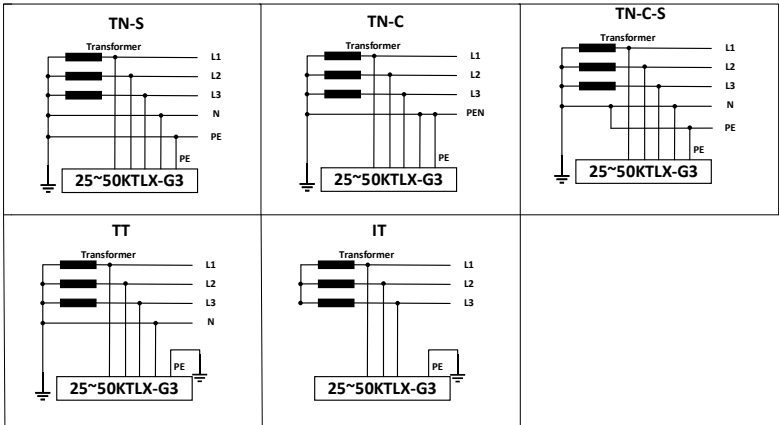 TN-S
Transformer
L1
L2
L3
N
PE
PE
25~50KTLX-G3
TN-C
Transformer
L1
L2
L3
PEN
PE
25~50KTLX-G3
TN-C-S
Transformer
L1
L2
L3
N
PE
PE
25~50KTLX-G3
TT
Transformer
L1
L2
L3
N
PE
25~50KTLX-G3
IT
Transformer
L1
L2
L3
PE
25~50KTLX-G3